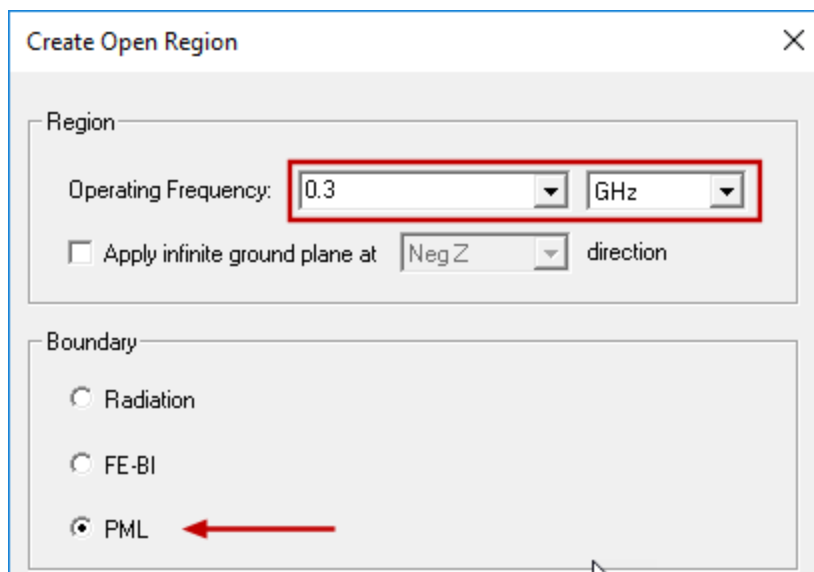 Create Open Region
Region
Operating Frequency: 0.3 GHz
Apply infinite ground plane at Neg Z direction
Boundary
Radiation
FE-BI
PML